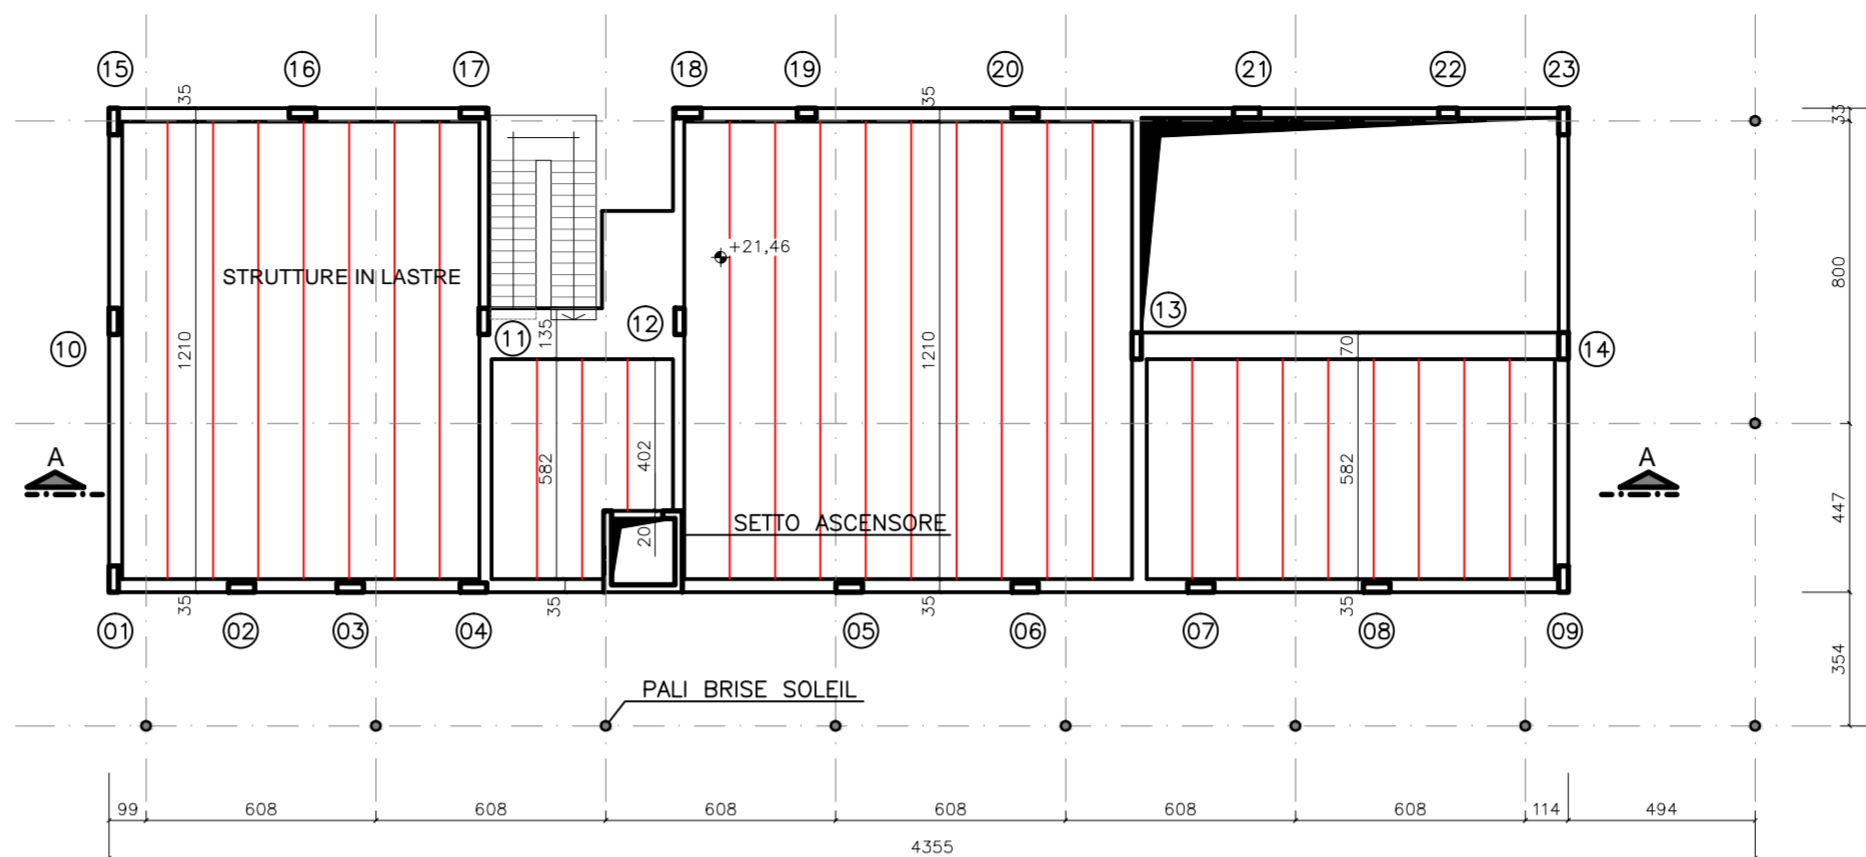 15 16 17 18 19 20 21 22 23
35 35 33
+21,46
STRUTTURE IN LASTRE
800
13
12
11
10
14
135
1210 1210 70
A A
402
582 582
447
SETTO ASCENSORE
20
35 35 35 35
01 02 03 04 05 06 07 08 09
354
PALI BRISE SOLEIL
99 608 608 608 608 608 608 114 494
4355